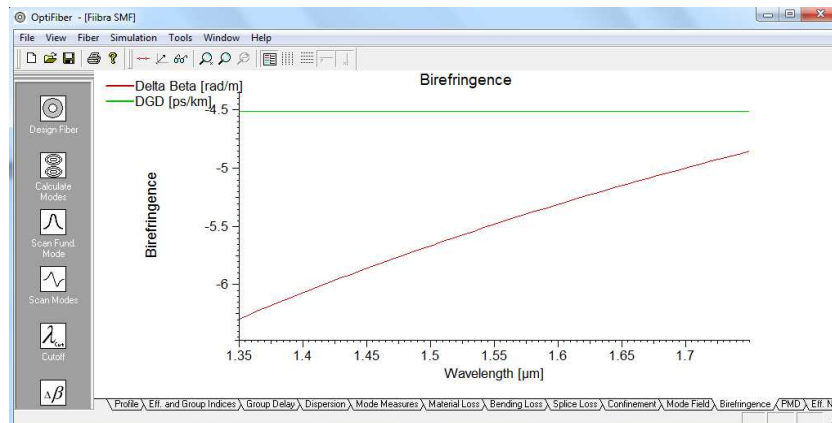 OptiFiber - [Fiibra SMF]
File View Fiber Simulation Tools Window Help
Birefringence
Delta Beta [rad/m]
DGD [ps/km]
-4.5
-5
-5.5
-6
Birefringence
1.35 1.4 1.45 1.5 1.55 1.6 1.65 1.7
Wavelength [µm]
Design Fiber
Calculate
Modes
Scan Fund.
Mode
Scan Modes
λCut
Cutoff
Δβ
Profile Eff. and Group Indices Group Delay Dispersion Mode Measures Material Loss Bending Loss Splice Loss Confinement Mode Field Birefringence PMD Eff. N